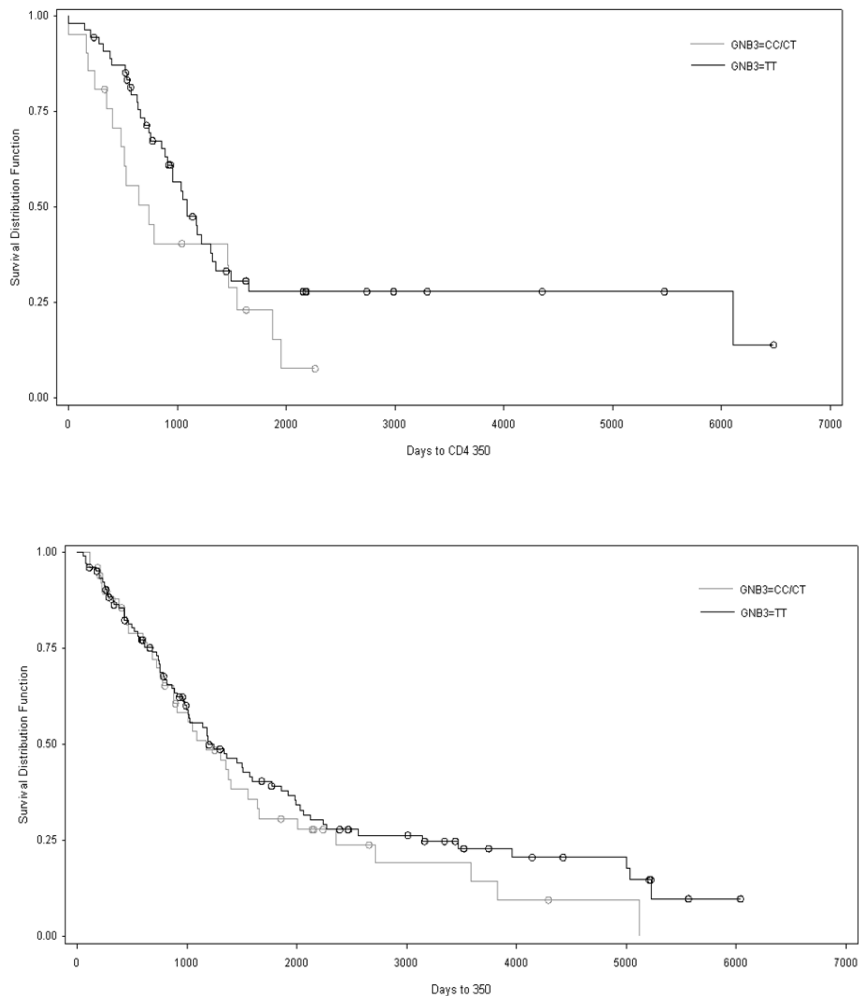 1.00
GNB3=CC/CT
GNB3=TT
0.75
Survival Distribution Function
0.50
0.25
0.00
0 1000 2000 3000 4000 5000 6000 7000
Days to CD4 350
1.00
GNB3=CC/CT
GNB3=TT
0.75
Survival Distribution Function
0.50
0.25
0.00
0 1000 2000 3000 4000 5000 6000 7000
Days to 350